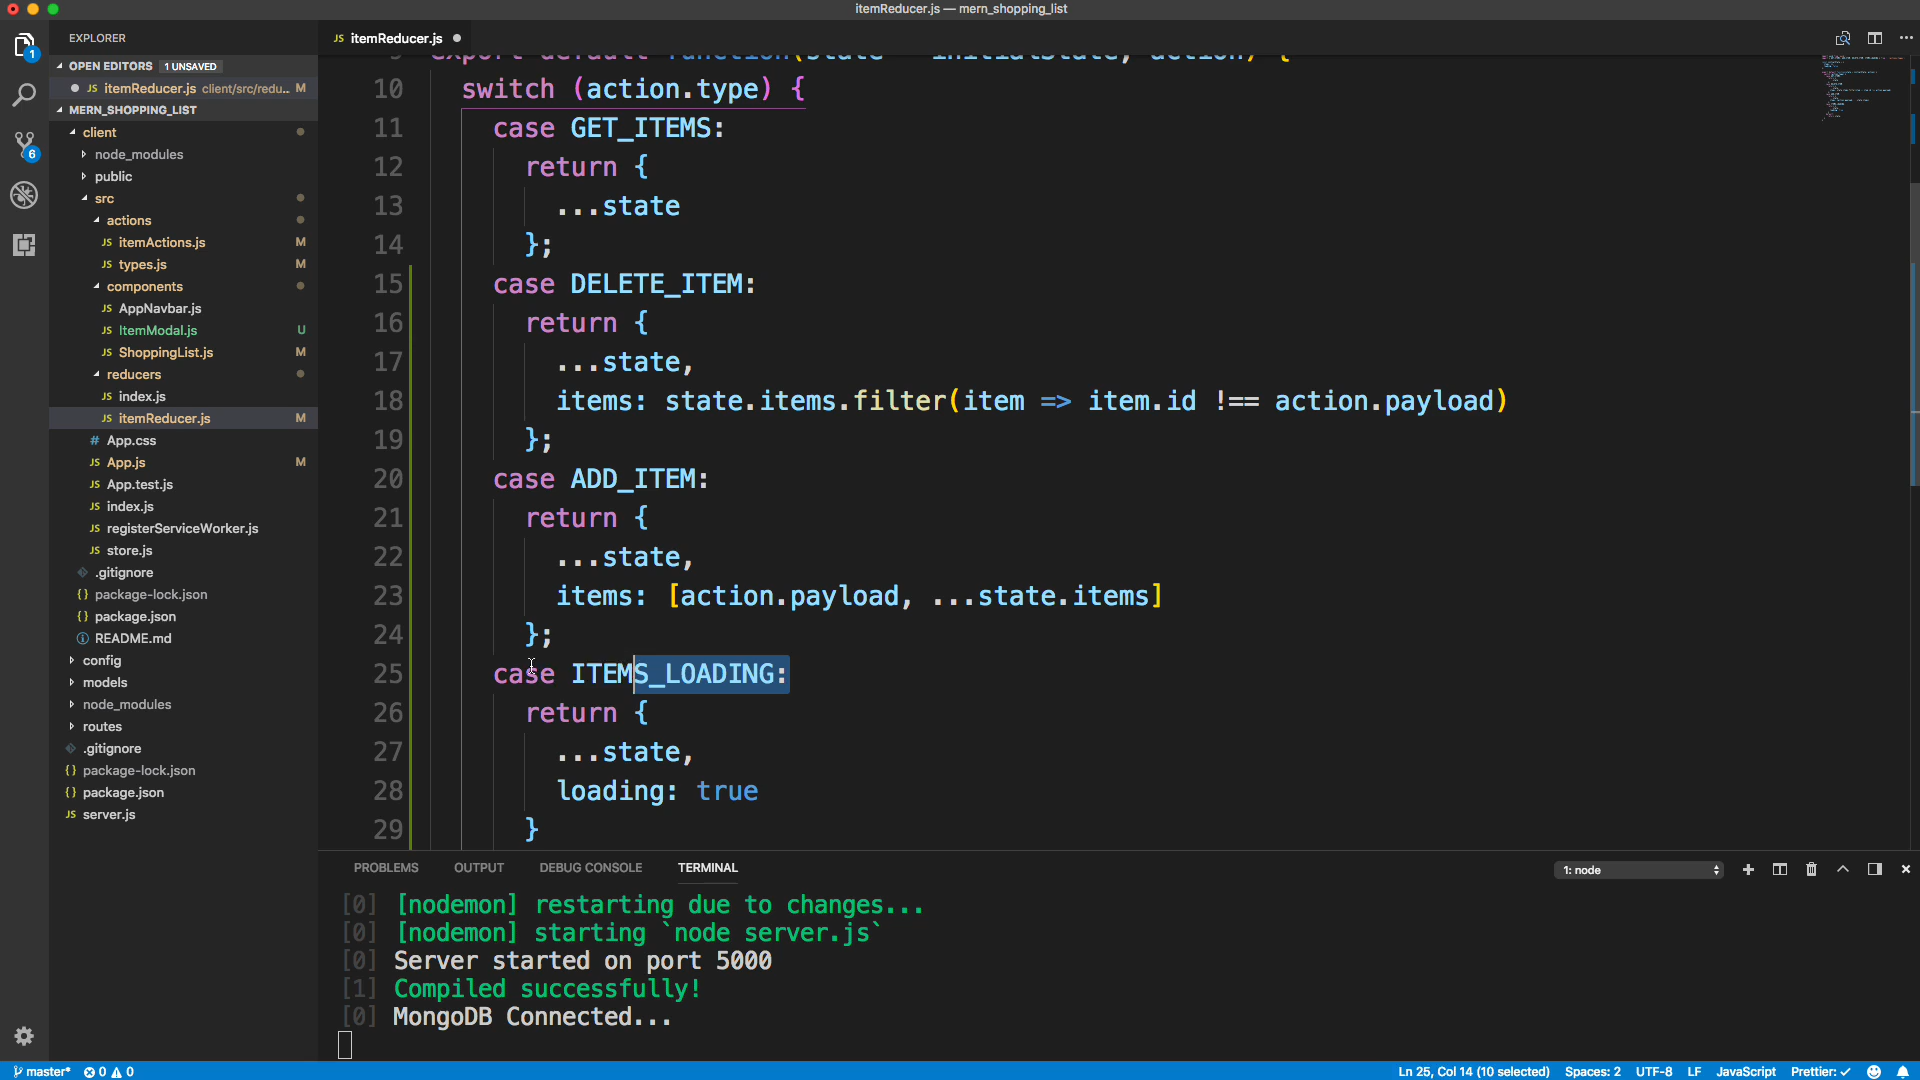 itemReducer.js — mern_shopping_list
EXPLORER
OPEN EDITORS 1 UNSAVED
JS itemReducer.js client/src/redu... M
MERN_SHOPPING_LIST
client
node_modules
public
src
actions
JS itemActions.js M
JS types.js M
components
JS AppNavbar.js
JS ItemModal.js U
JS ShoppingList.js M
reducers
JS index.js
JS itemReducer.js M
# App.css
JS App.js M
JS App.test.js
JS index.js
JS registerServiceWorker.js
JS store.js
.gitignore
{} package-lock.json
{} package.json
README.md
config
models
node_modules
routes
.gitignore
{} package-lock.json
{} package.json
JS server.js
1
6
JS itemReducer.js
export default function(state = initialState, action) {
10 switch (action.type) {
11 case GET_ITEMS:
12 return {
13 ...state
14 };
15 case DELETE_ITEM:
16 return {
17 ...state,
18 items: state.items.filter(item => item.id !== action.payload)
19 };
20 case ADD_ITEM:
21 return {
22 ...state,
23 items: [action.payload, ...state.items]
24 };
25 case ITEMS_LOADING:
26 return {
27 ...state,
28 loading: true
29 }
PROBLEMS OUTPUT DEBUG CONSOLE TERMINAL
1: node
[0] [nodemon] restarting due to changes...
[0] [nodemon] starting `node server.js`
[0] Server started on port 5000
[1] Compiled successfully!
[0] MongoDB Connected...
master* 0 0
Ln 25, Col 14 (10 selected) Spaces: 2 UTF-8 LF JavaScript Prettier: ✓